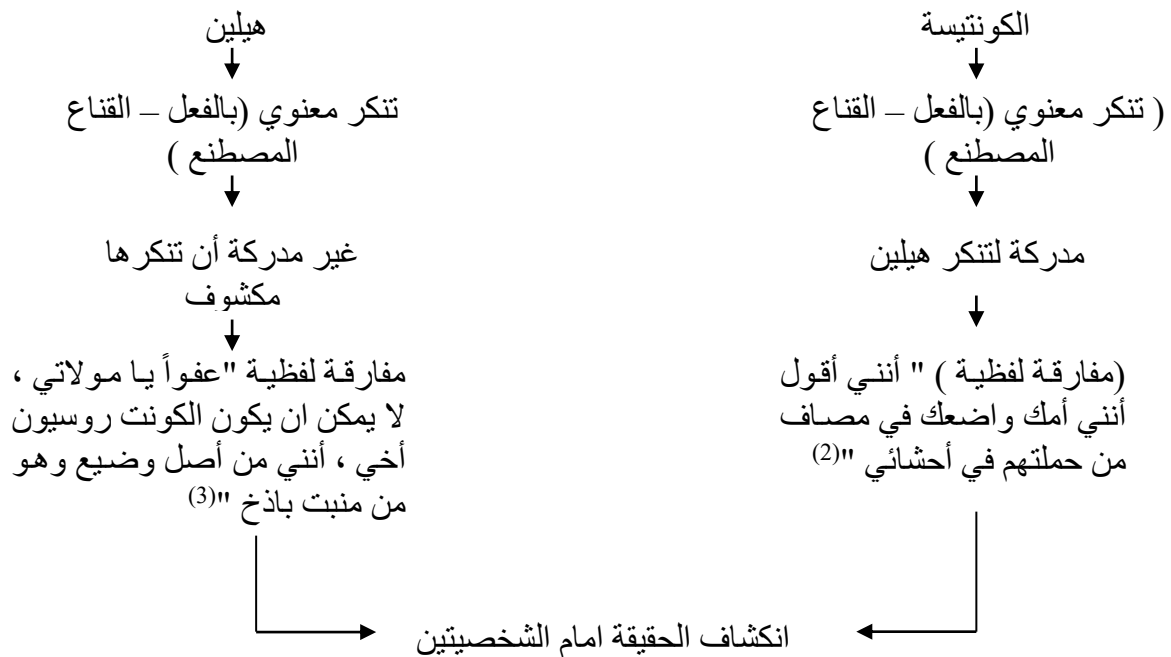 الكونتيسة
( تنكر معنوي (بالفعل – القناع
المصطنع )
مدركة لتنكر هيلين
(مفارقة لفظية ) " أنني أقول
أنني أمك واضعك في مصاف
من حملتهم في أحشائي "(2)
هيلين
تنكر معنوي (بالفعل – القناع
المصطنع )
غير مدركة أن تنكرها
مكشوف
مفارقة لفظية "عفواً يا مولاتي ،
لا يمكن ان يكون الكونت روسيون
أخي ، أنني من أصل وضيع وهو
من منبت باذخ "(3)
انكشاف الحقيقة امام الشخصيتين